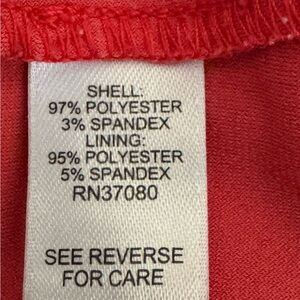 SHELL:
97% POLYESTER
3% SPANDEX
LINING:
95% POLYESTER
5% SPANDEX
RN37080
SEE REVERSE
FOR CARE